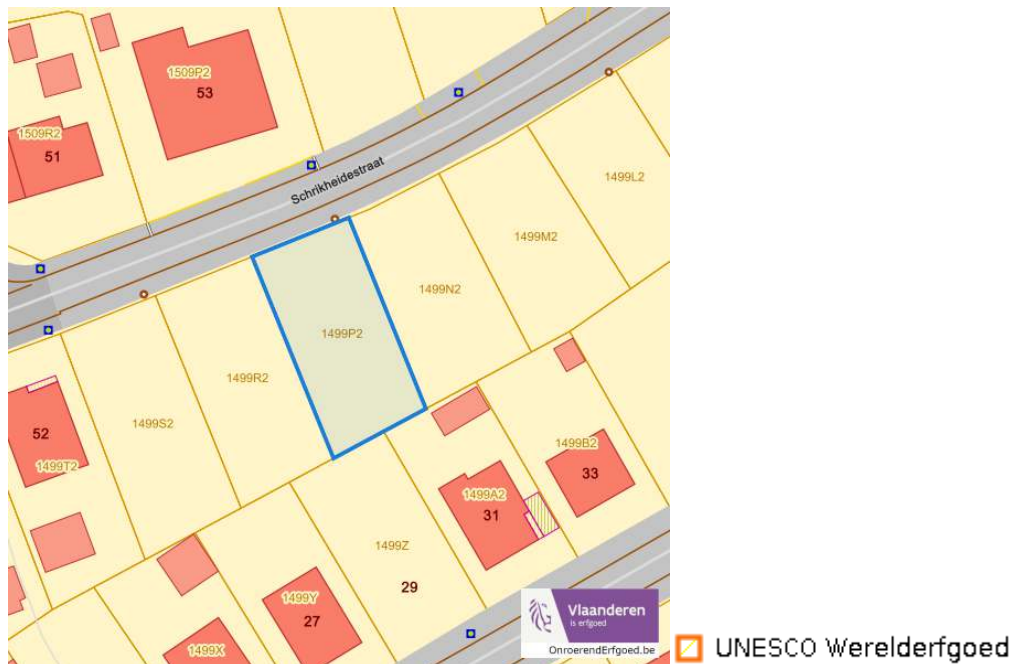 1509P2
53
1509R2
51
Schrikheidestraat
1499L2
1499M2
1499N2
1499P2
1499R2
1499S2
52
1499T2
1499B2
33
1499A2
31
1499Z
29
1499Y
27
1499X
Vlaanderen
is erfgoed
OnroerendErfgoed.be
UNESCO Werelderfgoed